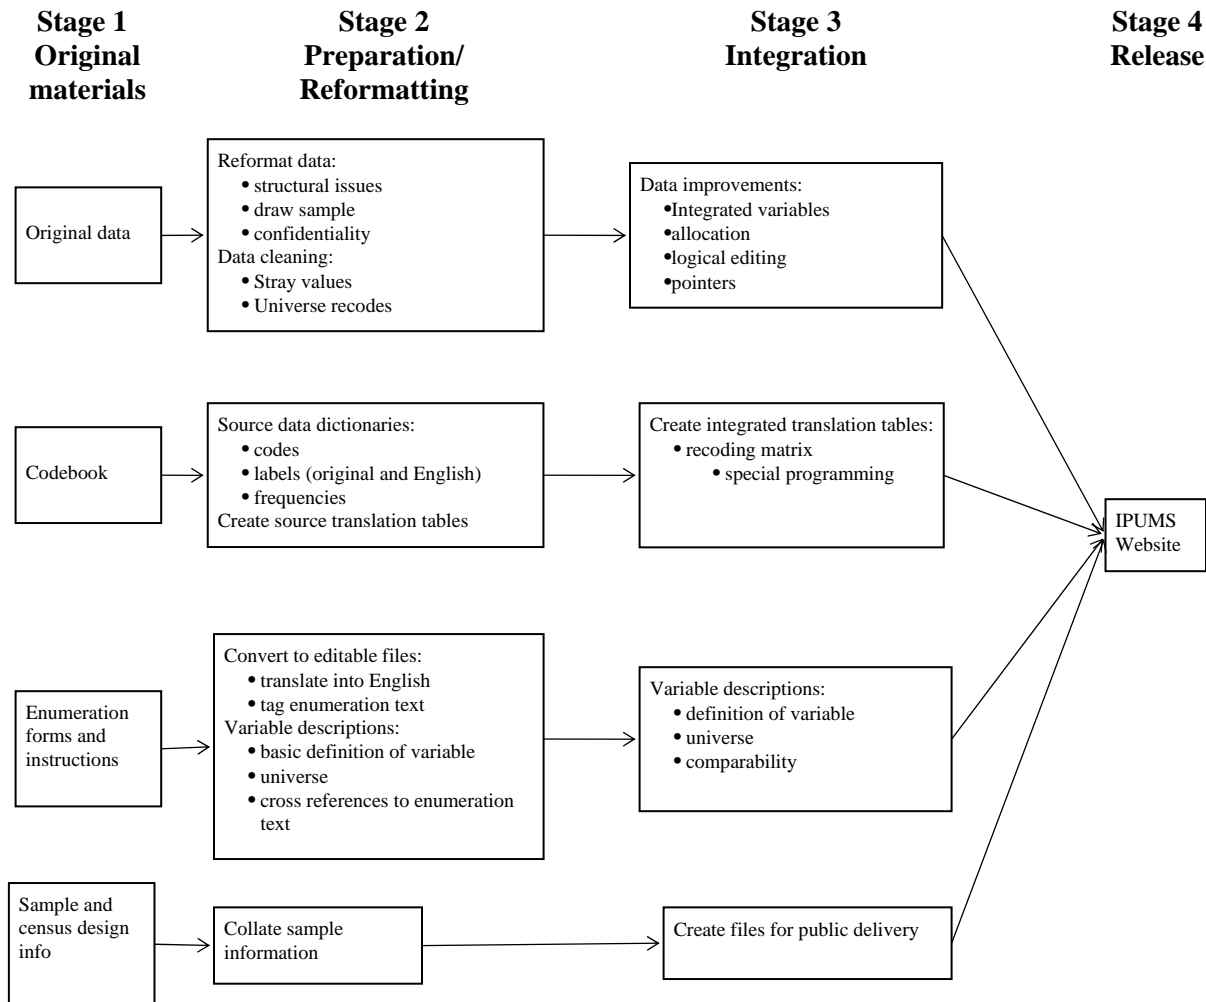 Stage 1
Original
materials
Stage 2
Preparation/
Reformatting
Stage 3
Integration
Stage 4
Release
Original data
Reformat data:
• structural issues
• draw sample
• confidentiality
Data cleaning:
• Stray values
• Universe recodes
Data improvements:
•Integrated variables
•allocation
•logical editing
•pointers
Codebook
Source data dictionaries:
• codes
• labels (original and English)
• frequencies
Create source translation tables
Create integrated translation tables:
• recoding matrix
• special programming
IPUMS
Website
Enumeration
forms and
instructions
Convert to editable files:
• translate into English
• tag enumeration text
Variable descriptions:
• basic definition of variable
• universe
• cross references to enumeration
text
Variable descriptions:
• definition of variable
• universe
• comparability
Sample and
census design
info
Collate sample
information
Create files for public delivery